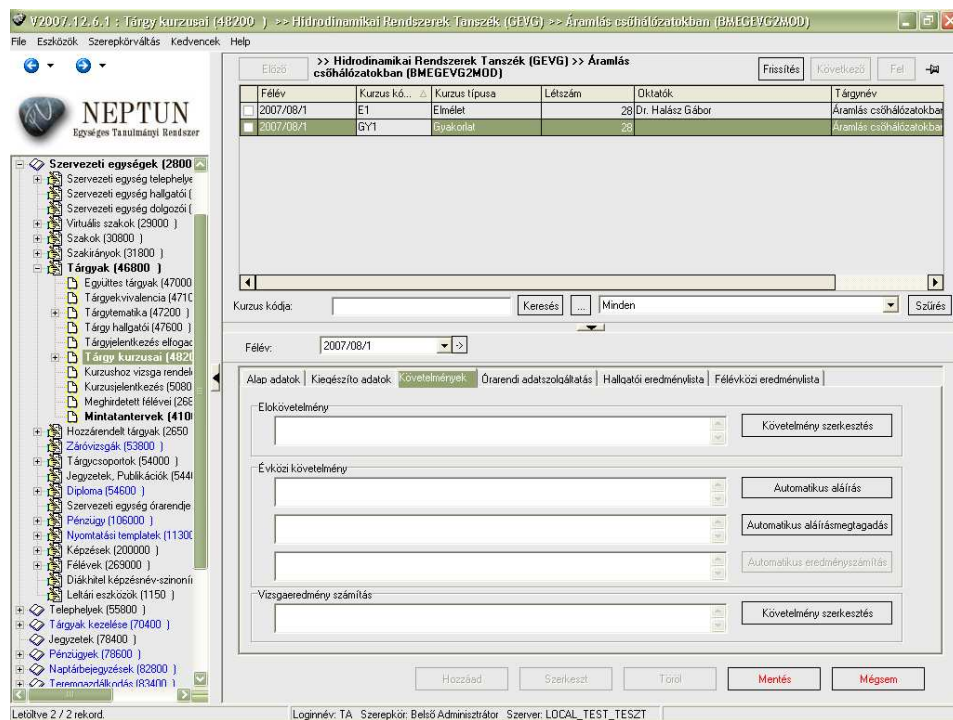 V2007.12.6.1 : Tárgy kurzusai (48200 ) >> Hidrodinamikai Rendszerek Tanszék (GEVG) >> Áramlás csőhálózatokban (BMEGEVG2MOD)
File Eszközök Szerepkörváltás Kedvencek Help
Előző
>> Hidrodinamikai Rendszerek Tanszék (GEVG) >> Áramlás
csőhálózatokban (BMEGEVG2MOD)
Frissítés Következő Fel
NEPTUN
Egységes Tanulmányi Rendszer
Félév Kurzus kó... Kurzus típusa Létszám Oktatók Tárgynév
2007/08/1 E1 Elmélet 28 Dr. Halász Gábor Áramlás csőhálózatokba
2007/08/1 GY1 Gyakorlat 28 Áramlás csőhálózatokba
Szervezeti egységek (2800
Szervezeti egység telephelye
Szervezeti egység hallgatói (
Szervezeti egység dolgozói (
Virtuális szakok (29000 )
Szakok (30800 )
Szakirányok (31800 )
Tárgyak (46800 )
Együttes tárgyak (47000
Tárgyekvivalencia (471(
Tárgytematika (47200 )
Tárgy hallgatói (47600 )
Tárgyjelentkezés elfogad
Tárgy kurzusai (4820
Kurzushoz vizsga rendel
Kurzusjelentkezés (5080
Meghirdetett félévei (268
Mintatantervek (410
Hozzárendelt tárgyak (2650
Záróvizsgák (53800 )
Tárgycsoportok (54000 )
Jegyzetek, Publikációk (544
Diploma (54600 )
Szervezeti egység órarendje
Pénzügy (106000 )
Nyomtatási templatek (1130
Képzések (200000 )
Félévek (269000 )
Diákhitel képzésnév-szinoní
Leltári eszközök (1150 )
Telephelyek (55800 )
Tárgyak kezelése (70400 )
Jegyzetek (78400 )
Pénzügyek (78600 )
Naptárbejegyzések (82800 )
Teremgazdálkodás (83400 )
Kurzus kódja: Keresés ... Minden Szűrés
Félév: 2007/08/1 ->
Alap adatok Kiegészíto adatok Követelmények Órarendi adatszolgáltatás Hallgatói eredménylista Félévközi eredménylista
Elokövetelmény
Követelmény szerkesztés
Évközi követelmény
Automatikus aláírás
Automatikus aláírásmegtagadás
Automatikus eredményszámítás
Vizsgaeredmény számítás
Követelmény szerkesztés
Hozzáad Szerkeszt Töröl Mentés Mégsem
Letöltve 2 / 2 rekord. Loginnév: TA Szerepkör: Belső Adminisztrátor Szerver: LOCAL_TEST_TESZT